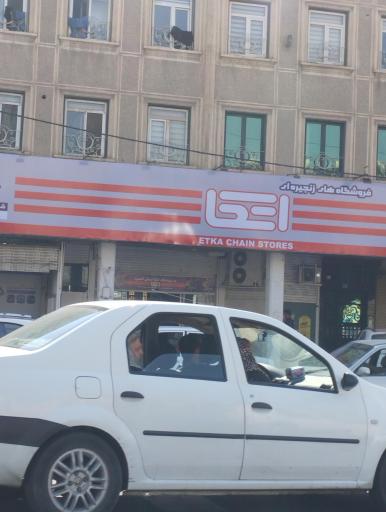 فروشگاه های زنجیره ای
اتکا
ETKA CHAIN STORES